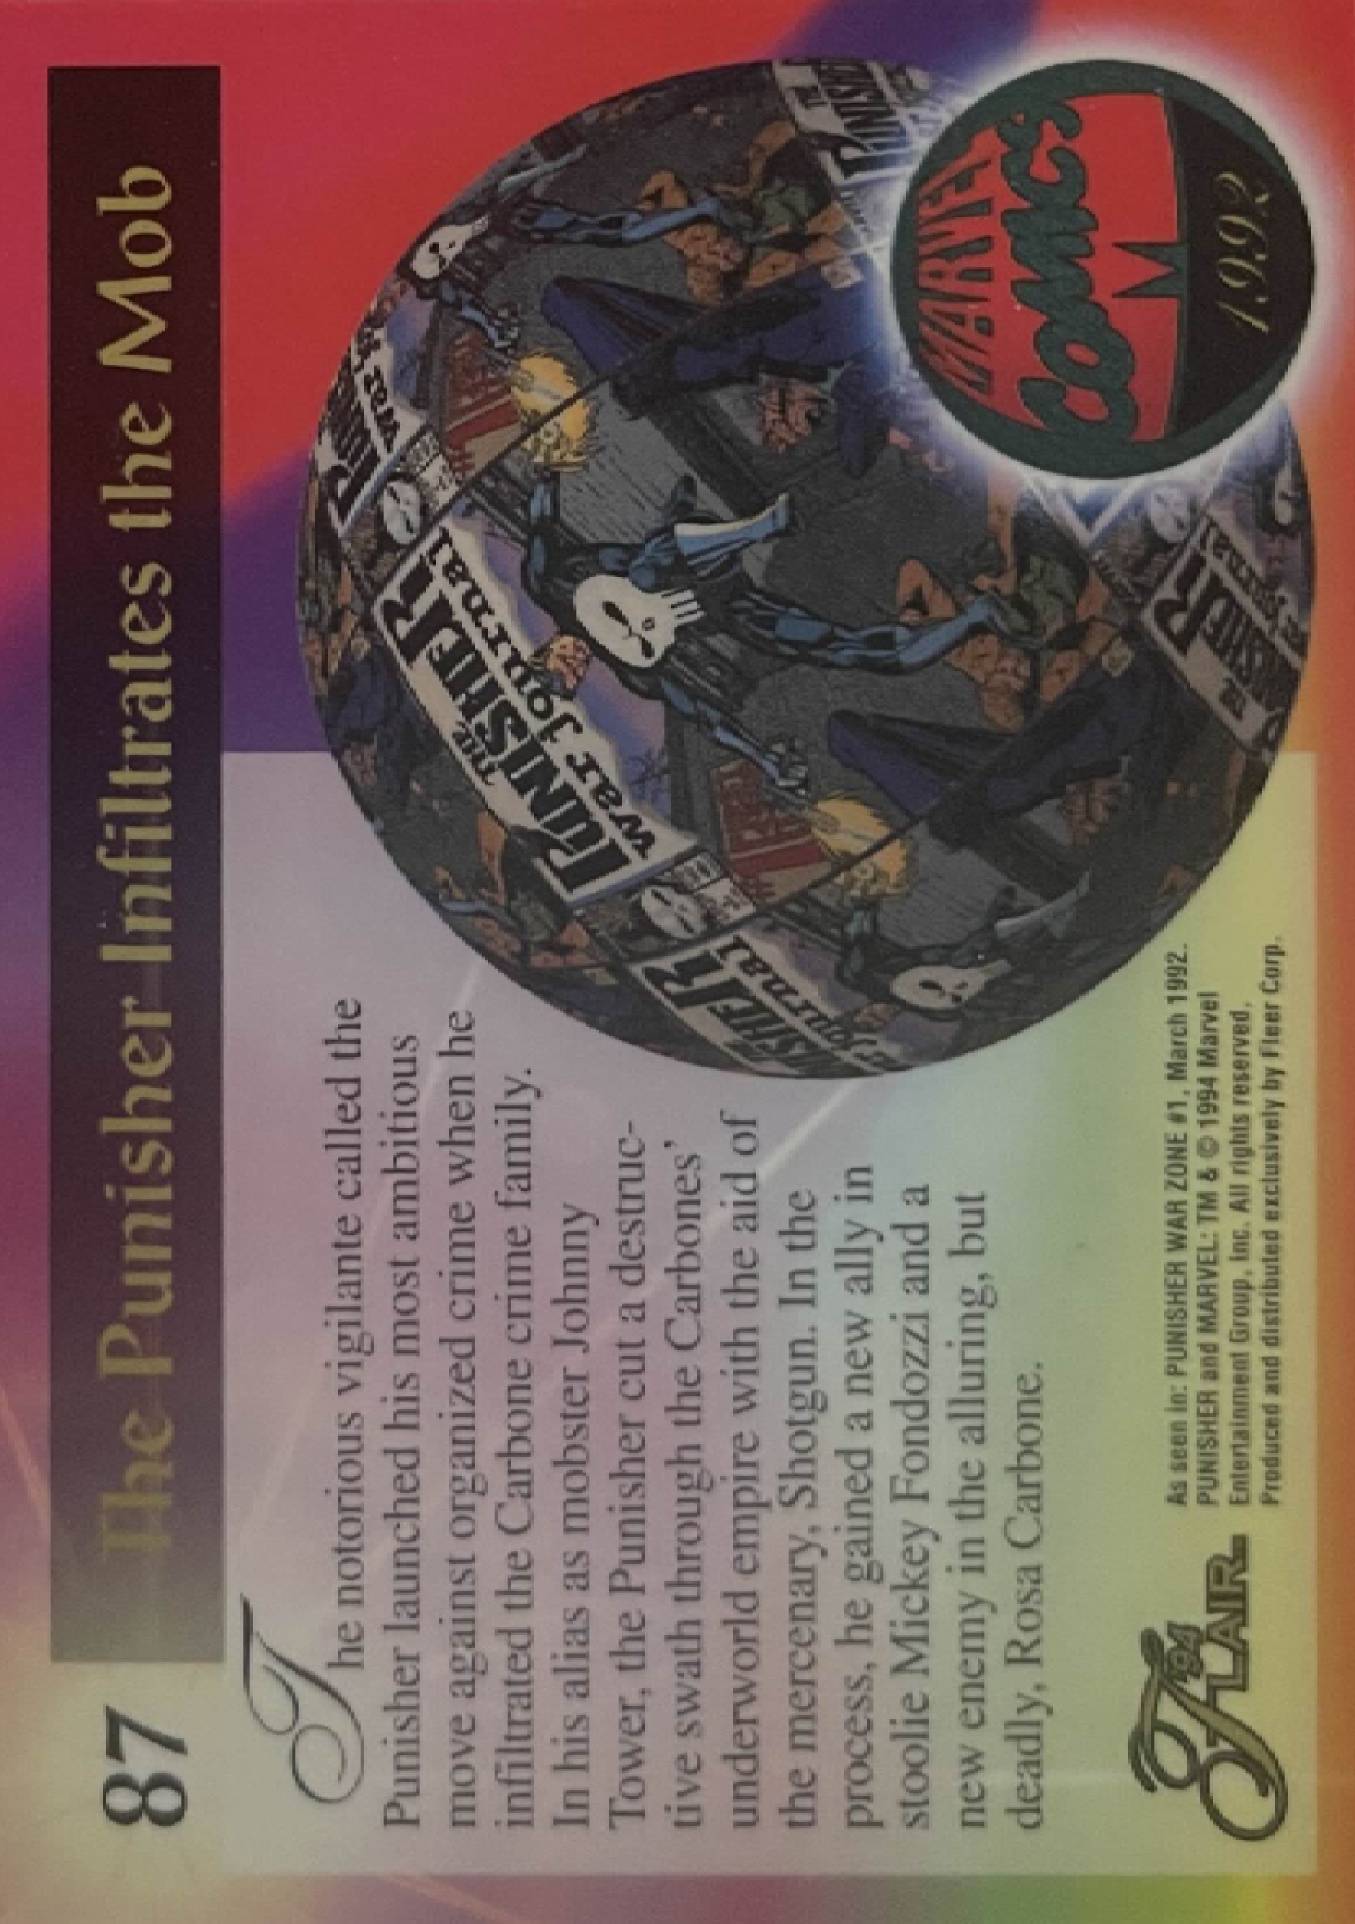 87
The Punisher Infiltrates the Mob
The notorious vigilante called the
Punisher launched his most ambitious
move against organized crime when he
infiltrated the Carbone crime family.
In his alias as mobster Johnny
Tower, the Punisher cut a destruc-
tive swath through the Carbones'
underworld empire with the aid of
the mercenary, Shotgun. In the
process, he gained a new ally in
stoolie Mickey Fondozzi and a
new enemy in the alluring, but
deadly, Rosa Carbone.
THE
PUNISHER
war journal
#1
THE
PUNISHER
MARVEL
COMICS
M
1992
'94
FLAIR
As seen in: PUNISHER WAR ZONE #1, March 1992.
PUNISHER and MARVEL: TM & © 1994 Marvel
Entertainment Group, Inc. All rights reserved.
Produced and distributed exclusively by Fleer Corp.